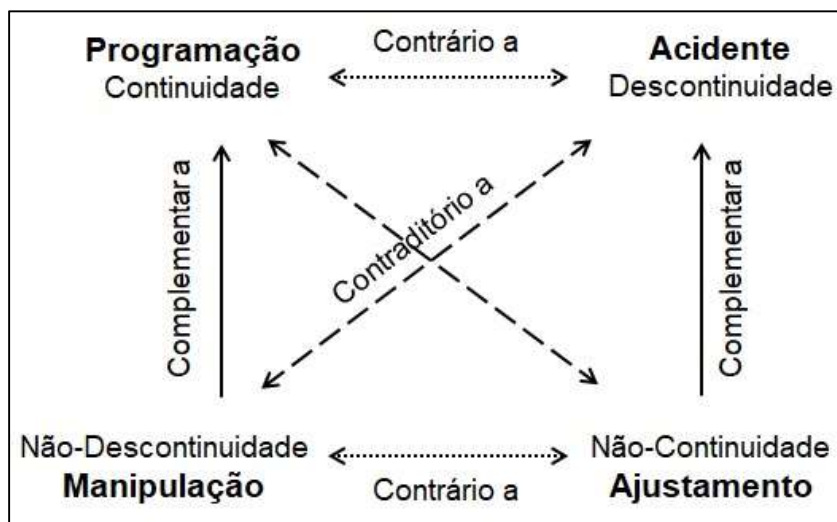 Programação
Continuidade
Contrário a
Acidente
Descontinuidade
Complementar a
Contraditório a
Complementar a
Não-Descontinuidade
Manipulação
Contrário a
Não-Continuidade
Ajustamento